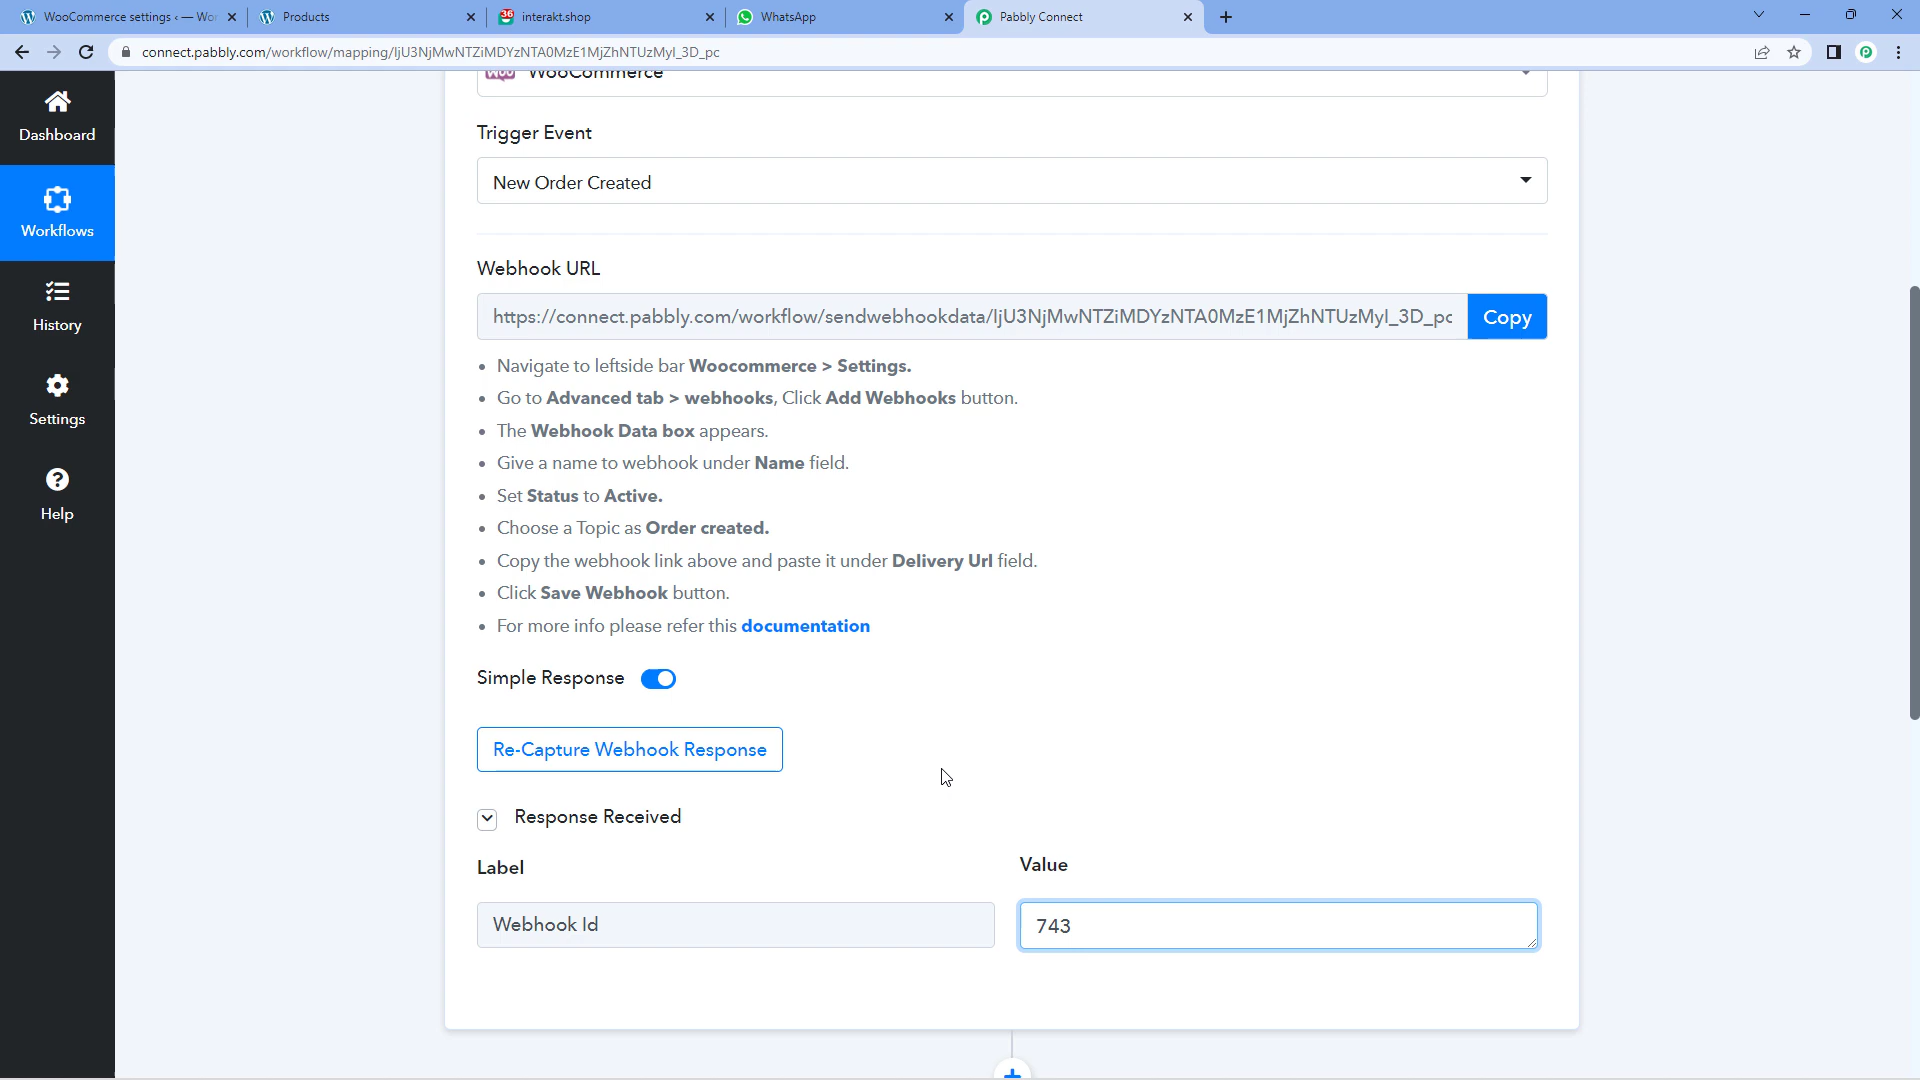 WooCommerce settings ‹ — Wor
Products
36
interakt.shop
WhatsApp
Pabbly Connect
connect.pabbly.com/workflow/mapping/IjU3NjMwNTZiMDYzNTA0MzE1MjZhNTUzMyI_3D_pc
WooCommerce
Dashboard
Workflows
History
Settings
Help
Trigger Event
New Order Created
Webhook URL
https://connect.pabbly.com/workflow/sendwebhookdata/IjU3NjMwNTZiMDYzNTA0MzE1MjZhNTUzMyI_3D_pc
Copy
• Navigate to leftside bar Woocommerce > Settings.
• Go to Advanced tab > webhooks, Click Add Webhooks button.
• The Webhook Data box appears.
• Give a name to webhook under Name field.
• Set Status to Active.
• Choose a Topic as Order created.
• Copy the webhook link above and paste it under Delivery Url field.
• Click Save Webhook button.
• For more info please refer this documentation
Simple Response
Re-Capture Webhook Response
Response Received
Label
Value
Webhook Id
743